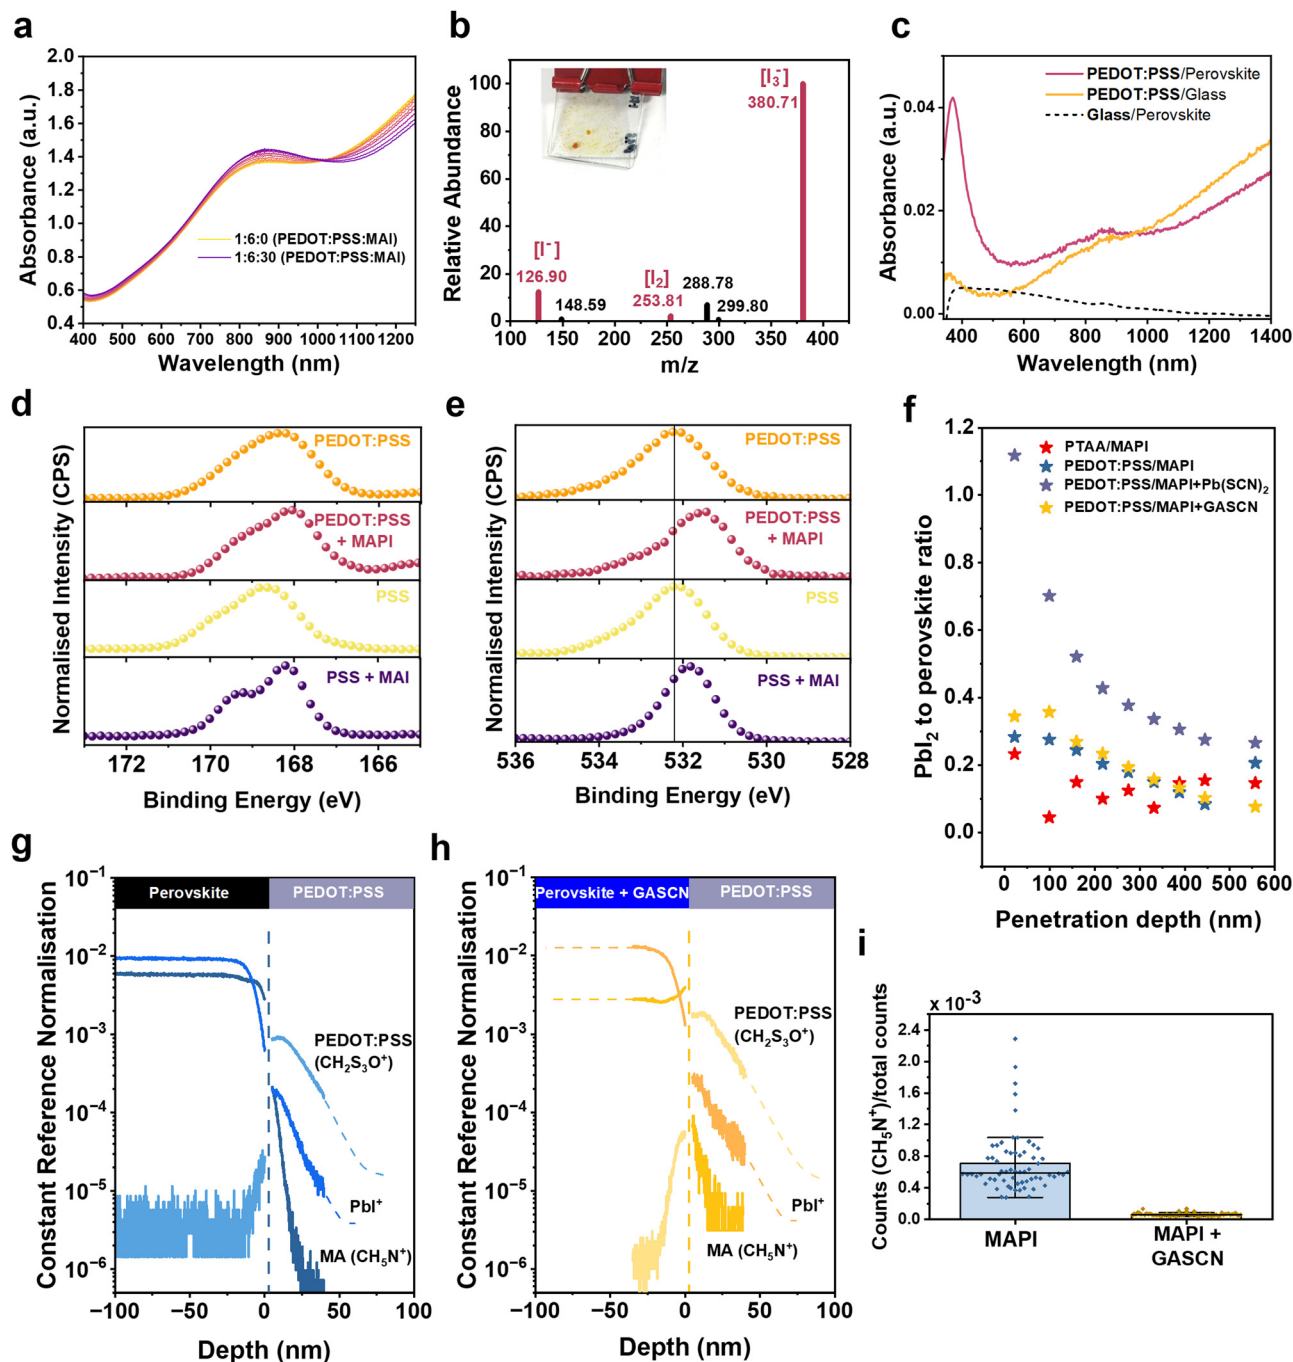 a
2.0
1.8
1.6
1.4
1.2
1.0
0.8
0.6
0.4
Absorbance (a.u.)
1:6:0 (PEDOT:PSS:MAI)
1:6:30 (PEDOT:PSS:MAI)
400 500 600 700 800 900 1000 1100 1200
Wavelength (nm)
b
100
80
60
40
20
0
Relative Abundance
[I₃⁻]
380.71
[I⁻]
126.90
148.59
[I₂]
253.81
288.78
299.80
100 150 200 250 300 350 400
m/z
c
PEDOT:PSS/Perovskite
PEDOT:PSS/Glass
Glass/Perovskite
0.04
0.02
0.00
Absorbance (a.u.)
400 600 800 1000 1200 1400
Wavelength (nm)
d
Normalised Intensity (CPS)
PEDOT:PSS
PEDOT:PSS
+ MAPI
PSS
PSS + MAI
172 170 168 166
Binding Energy (eV)
e
Normalised Intensity (CPS)
PEDOT:PSS
PEDOT:PSS
+ MAPI
PSS
PSS + MAI
536 534 532 530 528
Binding Energy (eV)
f
1.2
1.0
0.8
0.6
0.4
0.2
0.0
PbI₂ to perovskite ratio
PTAA/MAPI
PEDOT:PSS/MAPI
PEDOT:PSS/MAPI+Pb(SCN)₂
PEDOT:PSS/MAPI+GASCN
0 100 200 300 400 500 600
Penetration depth (nm)
g
Constant Reference Normalisation
10⁻¹
10⁻²
10⁻³
10⁻⁴
10⁻⁵
10⁻⁶
Perovskite PEDOT:PSS
PEDOT:PSS
(CH₂S₃O⁺)
PbI⁺
MA (CH₅N⁺)
−100 −50 0 50 100
Depth (nm)
h
Constant Reference Normalisation
10⁻¹
10⁻²
10⁻³
10⁻⁴
10⁻⁵
10⁻⁶
Perovskite + GASCN PEDOT:PSS
PEDOT:PSS
(CH₂S₃O⁺)
PbI⁺
MA (CH₅N⁺)
−100 −50 0 50 100
Depth (nm)
i
x 10⁻³
2.4
2.0
1.6
1.2
0.8
0.4
0.0
Counts (CH₅N⁺)/total counts
MAPI
MAPI +
GASCN